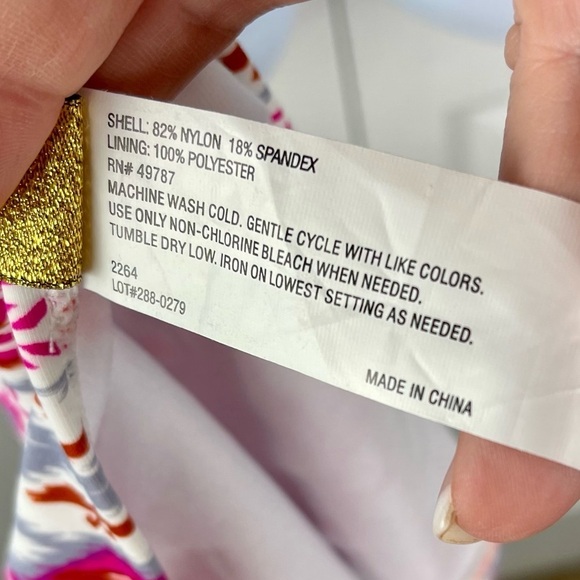 SHELL: 82% NYLON 18% SPANDEX
LINING: 100% POLYESTER
RN# 49787
MACHINE WASH COLD. GENTLE CYCLE WITH LIKE COLORS.
USE ONLY NON-CHLORINE BLEACH WHEN NEEDED.
TUMBLE DRY LOW. IRON ON LOWEST SETTING AS NEEDED.
2264
LOT#288-0279
MADE IN CHINA